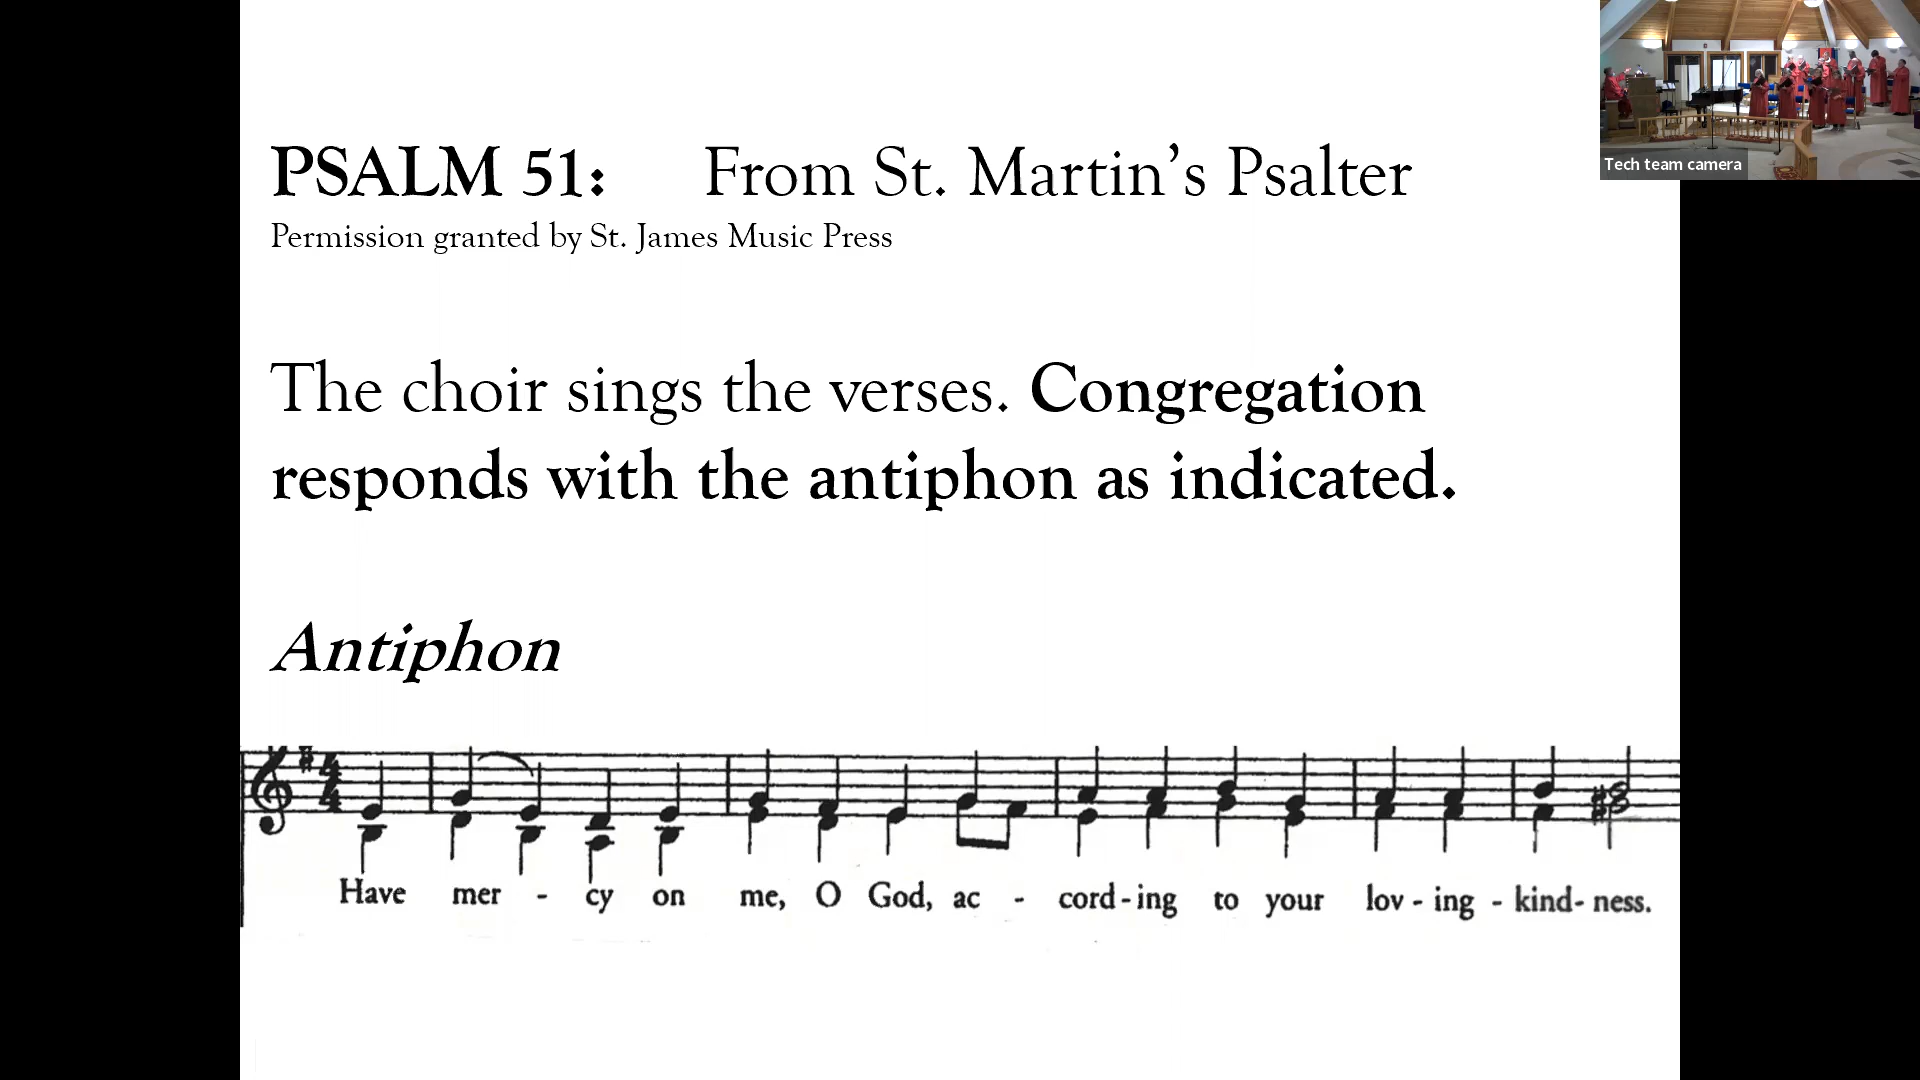 PSALM 51: From St. Martin's Psalter
Permission granted by St. James Music Press
The choir sings the verses. Congregation
responds with the antiphon as indicated.
Antiphon
4
4
Have mer - cy on me, O God, ac - cord - ing to your lov - ing - kind - ness.
Tech team camera